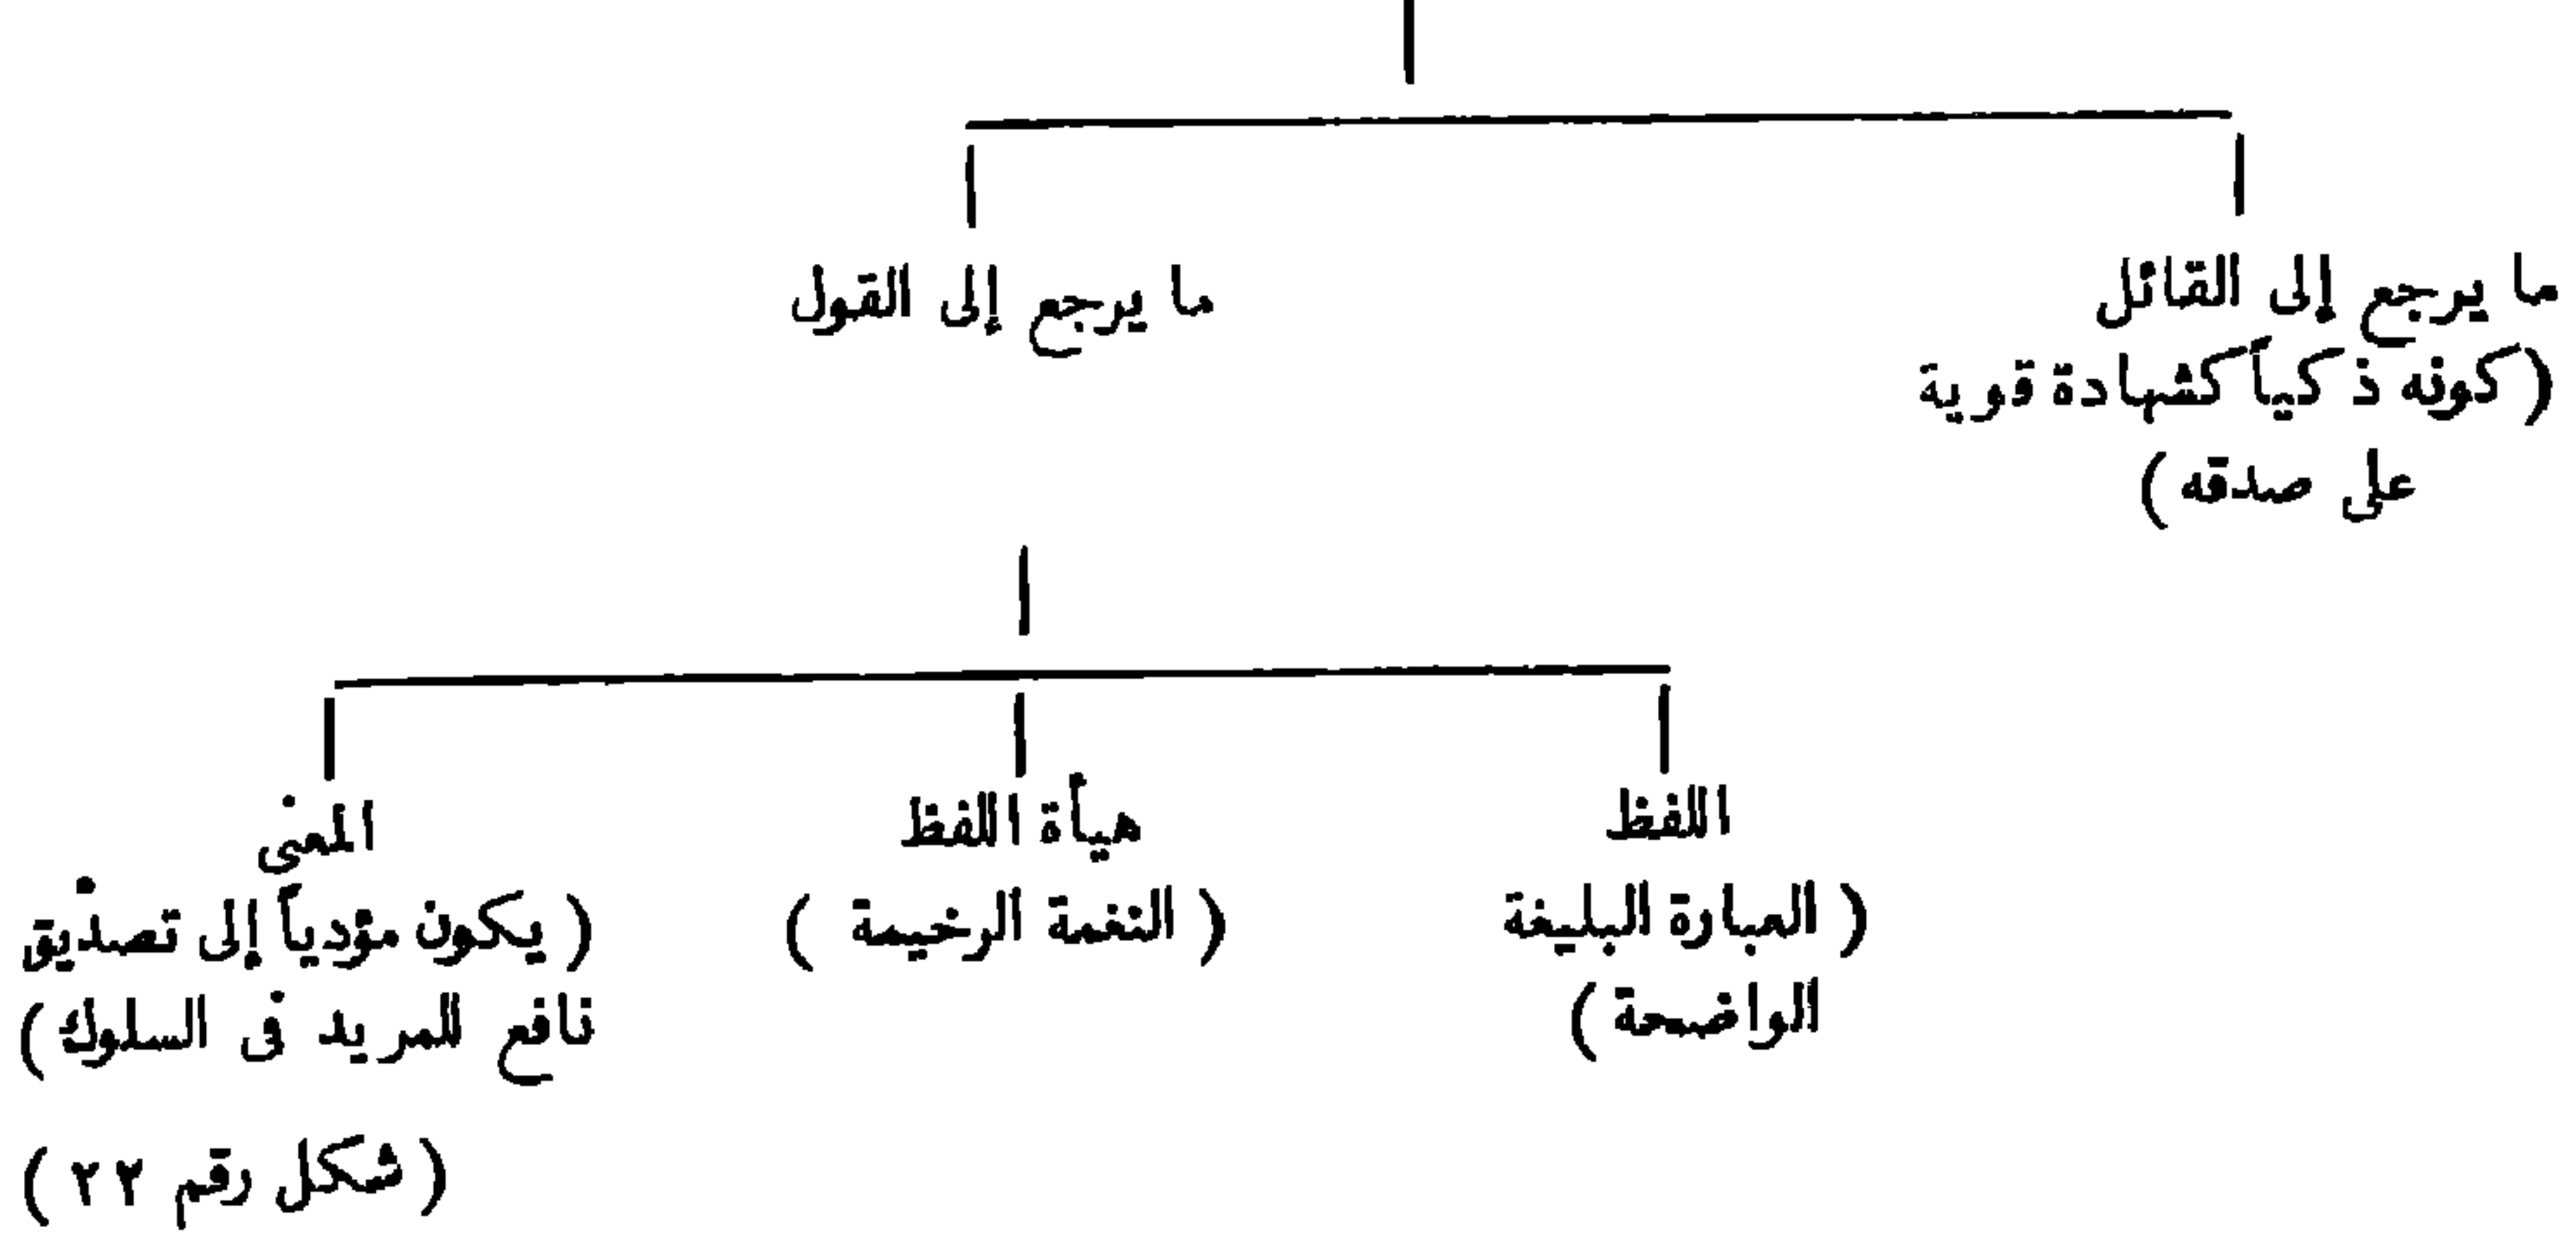 ما يرجع إلى القائل
(كونه ذكياً كشهادة قوية
على صدقه)
ما يرجع إلى القول
اللفظ
(العبارة البليغة
الواضحة)
هيأة اللفظ
(النغمة الرخيمة)
المعنى
(يكون مؤدياً إلى تصديق
نافع للمريد فى السلوك)
(شكل رقم ٢٢)